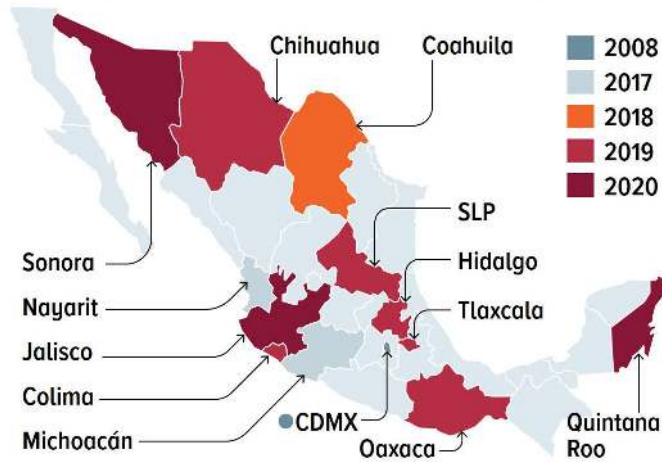 Chihuahua
Coahuila
2008
2017
2018
2019
2020
SLP
Hidalgo
Tlaxcala
Sonora
Nayarit
Jalisco
Colima
Michoacán
CDMX
Oaxaca
Quintana
Roo